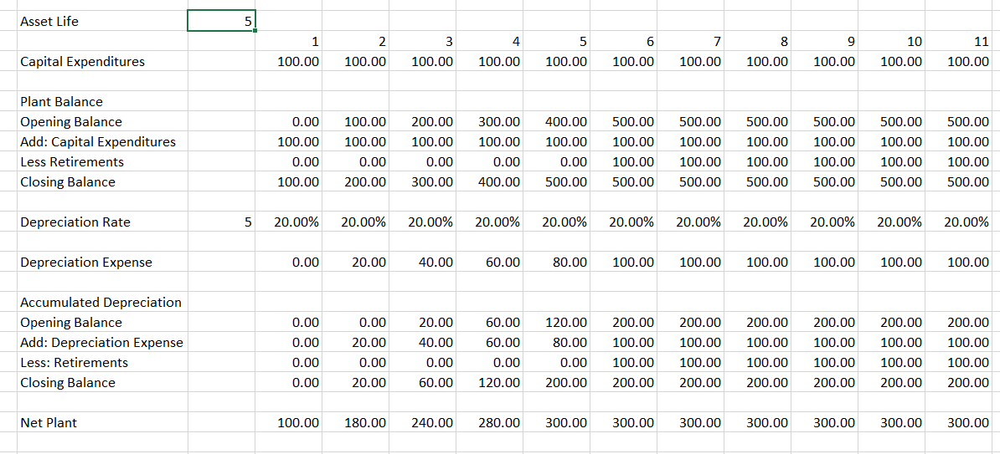 Asset Life 5
1 2 3 4 5 6 7 8 9 10 11
Capital Expenditures 100.00 100.00 100.00 100.00 100.00 100.00 100.00 100.00 100.00 100.00 100.00
Plant Balance
Opening Balance 0.00 100.00 200.00 300.00 400.00 500.00 500.00 500.00 500.00 500.00 500.00
Add: Capital Expenditures 100.00 100.00 100.00 100.00 100.00 100.00 100.00 100.00 100.00 100.00 100.00
Less Retirements 0.00 0.00 0.00 0.00 0.00 100.00 100.00 100.00 100.00 100.00 100.00
Closing Balance 100.00 200.00 300.00 400.00 500.00 500.00 500.00 500.00 500.00 500.00 500.00
Depreciation Rate 5 20.00% 20.00% 20.00% 20.00% 20.00% 20.00% 20.00% 20.00% 20.00% 20.00% 20.00%
Depreciation Expense 0.00 20.00 40.00 60.00 80.00 100.00 100.00 100.00 100.00 100.00 100.00
Accumulated Depreciation
Opening Balance 0.00 0.00 20.00 60.00 120.00 200.00 200.00 200.00 200.00 200.00 200.00
Add: Depreciation Expense 0.00 20.00 40.00 60.00 80.00 100.00 100.00 100.00 100.00 100.00 100.00
Less: Retirements 0.00 0.00 0.00 0.00 0.00 100.00 100.00 100.00 100.00 100.00 100.00
Closing Balance 0.00 20.00 60.00 120.00 200.00 200.00 200.00 200.00 200.00 200.00 200.00
Net Plant 100.00 180.00 240.00 280.00 300.00 300.00 300.00 300.00 300.00 300.00 300.00